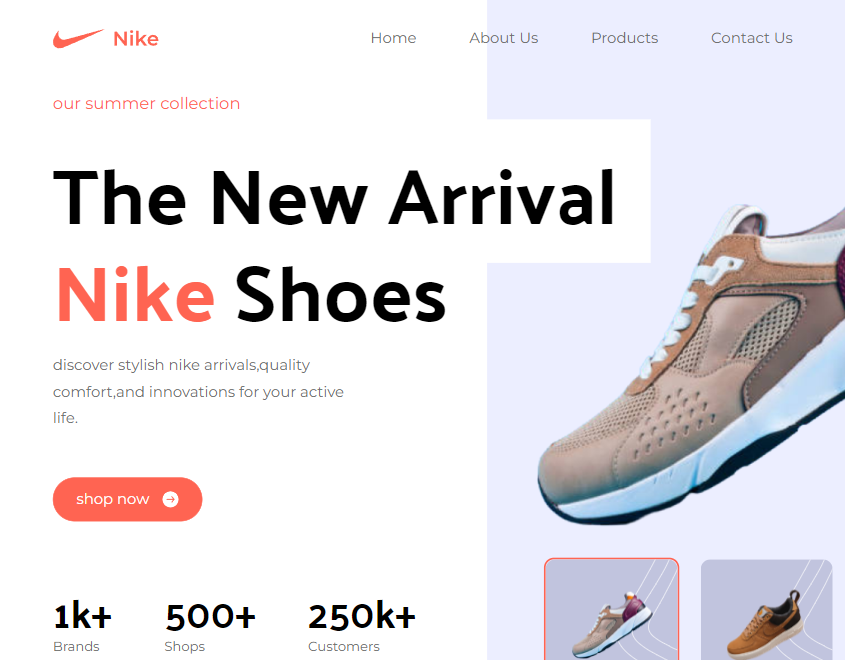 Nike
Home About Us Products Contact Us
our summer collection
The New Arrival
Nike Shoes
discover stylish nike arrivals,quality
comfort,and innovations for your active
life.
shop now
1k+ 500+ 250k+
Brands Shops Customers